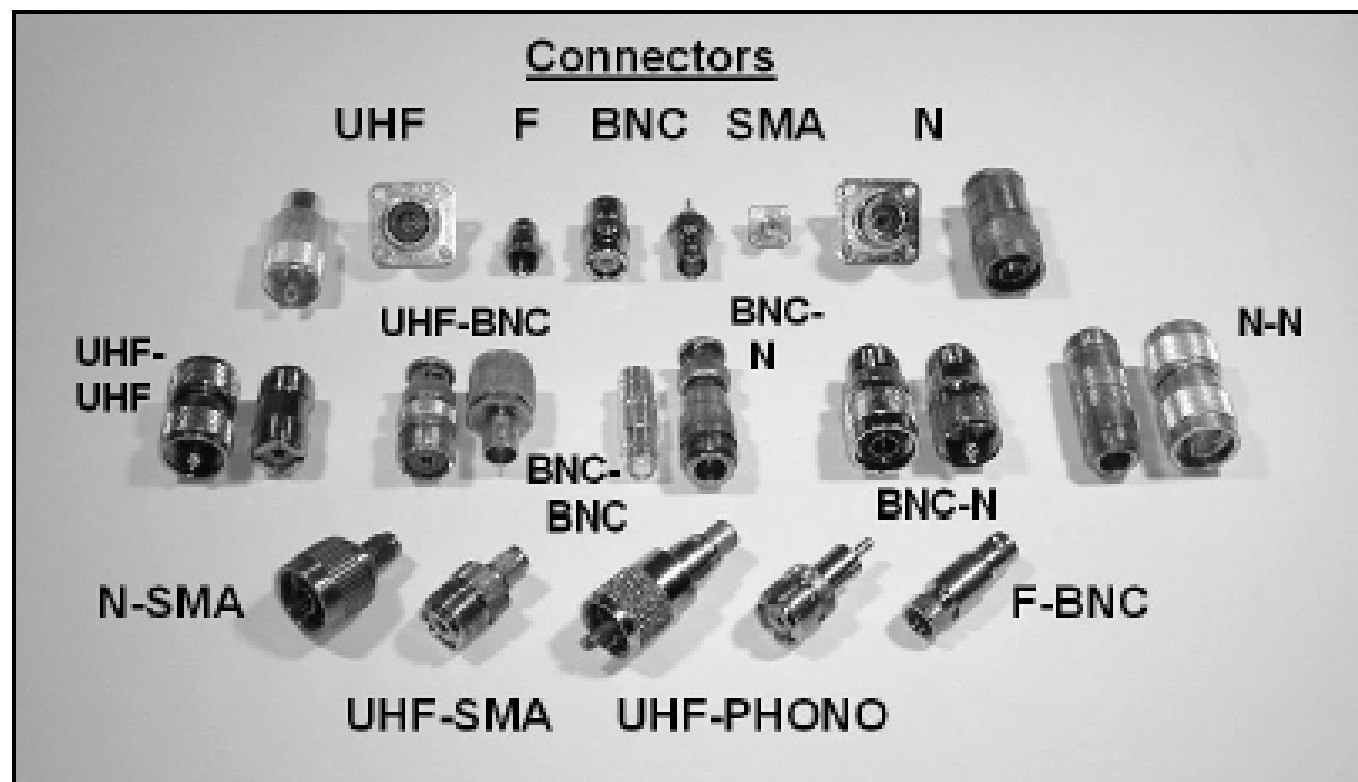 Connectors
UHF F BNC SMA N
UHF-BNC
BNC-
N
N-N
UHF-
UHF
BNC-
BNC
BNC-N
N-SMA
F-BNC
UHF-SMA UHF-PHONO